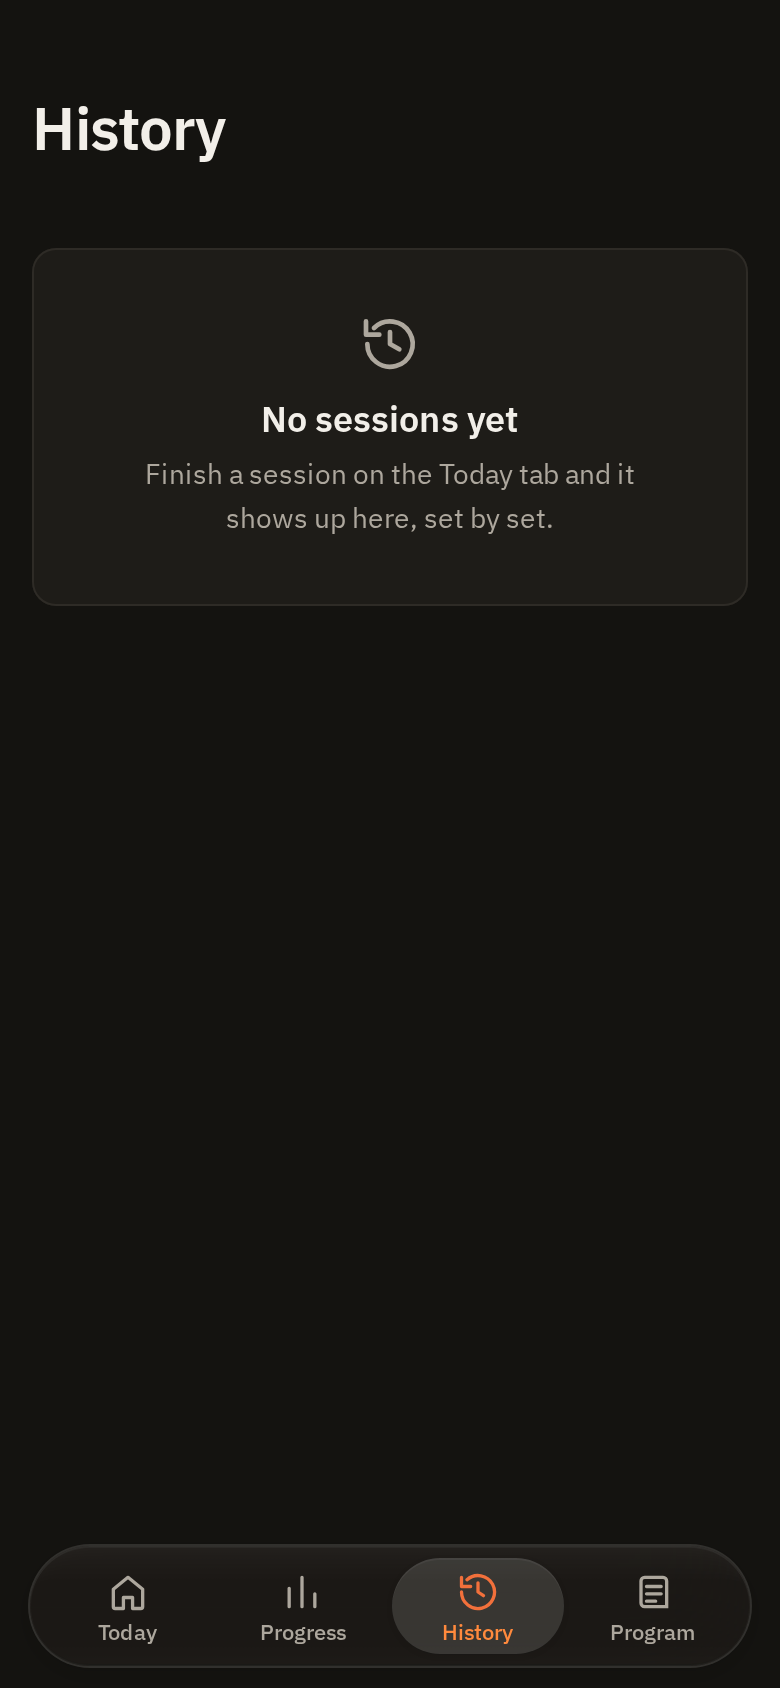 History
No sessions yet
Finish a session on the Today tab and it
shows up here, set by set.
Today
Progress
History
Program